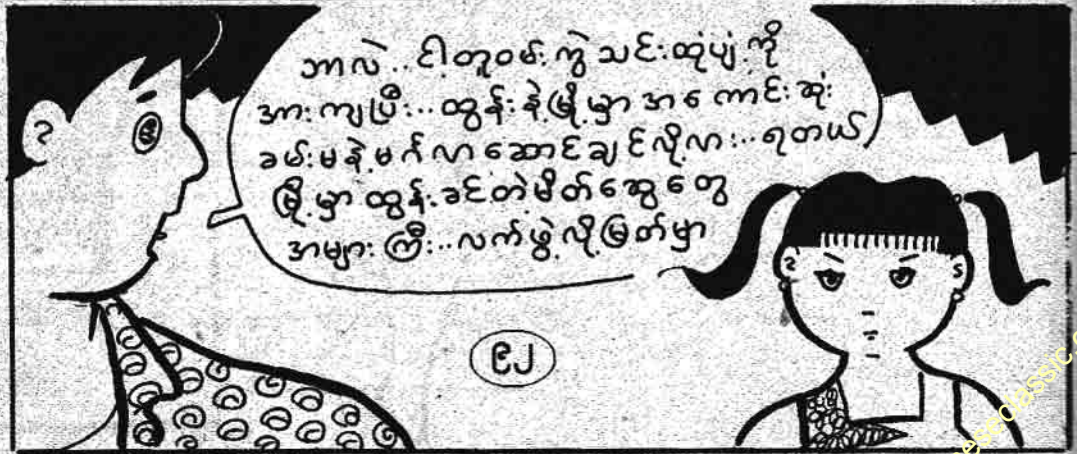 ဘာလဲ.. ငါ့တူဝမ်းကွဲ သင်းထုံပျံ့ကို
အားကျပြီး.. ထွန်းနဲ့မြို့မှာ အကောင်းဆုံး
ခမ်းမနဲ့မင်္ဂလာဆောင်ချင်လို့လား.. ရတယ်
မြို့မှာ ထွန်းခင်တဲ့မိတ်ဆွေတွေ
အများကြီး.. လက်ဖွဲ့လို့မြတ်မှာ
၉၂